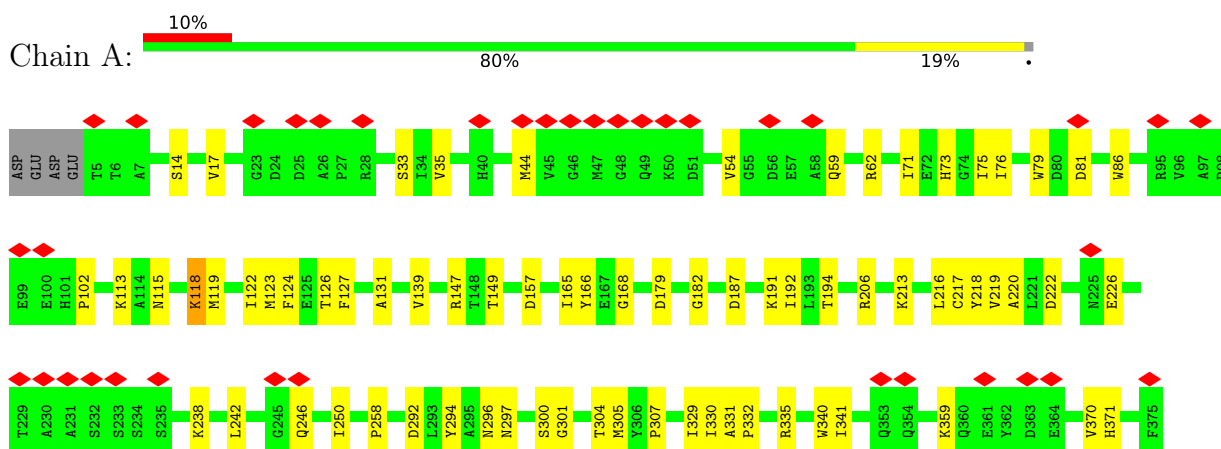 10%
Chain A:
80% 19% •
ASP GLU ASP GLU T5 T6 A7 S14 V17 G23 D24 D25 A26 P27 R28 S33 I34 V35 H40 M44 V45 G46 M47 G48 Q49 K50 D51 V54 G55 D56 E57 A58 Q59 R62 I71 E72 H73 G74 I75 I76 W79 D80 D81 W86 R95 V96 A97 P98
E99 E100 H101 P102 K113 A114 N115 K118 M119 I122 M123 F124 E125 T126 F127 A131 V139 R147 T148 T149 D157 I165 Y166 E167 G168 D179 G182 D187 K191 I192 L193 T194 R206 K213 L216 C217 Y218 V219 A220 L221 D222 N225 E226
T229 A230 A231 S232 S233 S234 S235 K238 L242 G245 Q246 I250 P258 D292 L293 Y294 A295 N296 N297 S300 G301 T304 M305 Y306 P307 I329 I330 A331 P332 R335 W340 I341 Q353 Q354 K359 Q360 E361 Y362 D363 E364 V370 H371 F375